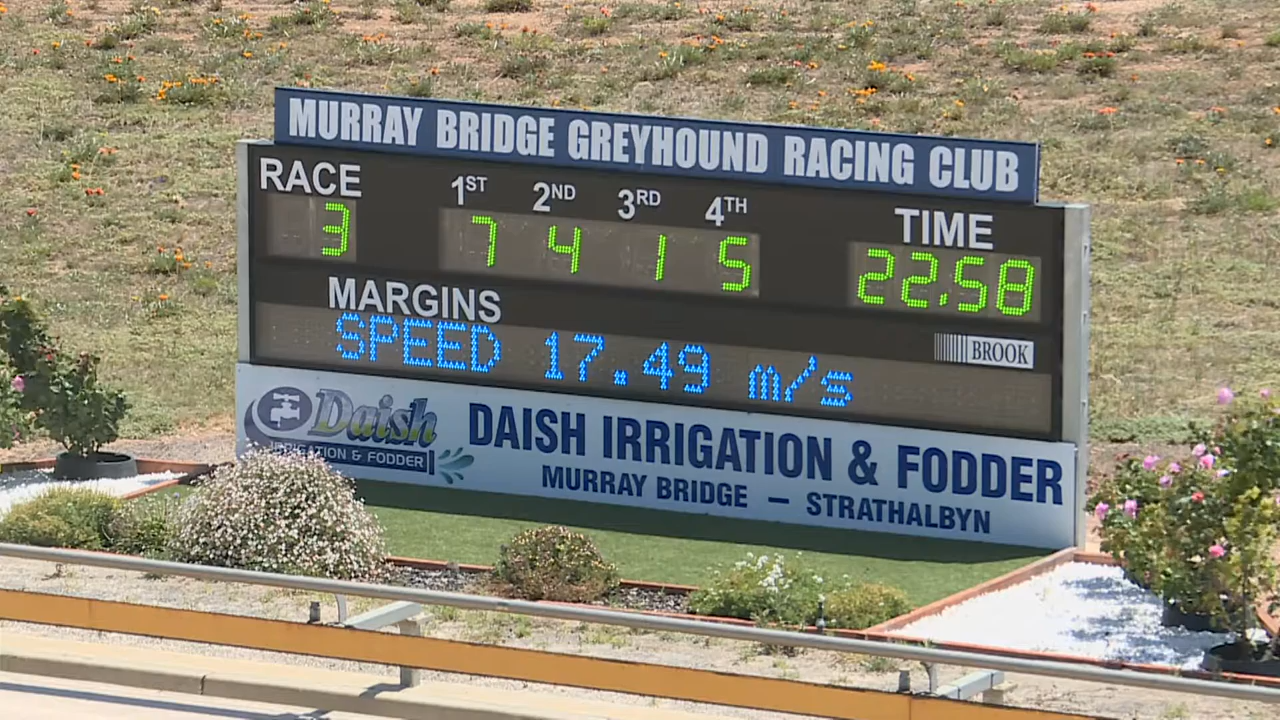 MURRAY BRIDGE GREYHOUND RACING CLUB
RACE 1ST 2ND 3RD 4TH TIME
3 7 4 1 5 22.58
MARGINS
SPEED 17.49 m/s
BROOK
Daish
IRRIGATION & FODDER
DAISH IRRIGATION & FODDER
MURRAY BRIDGE – STRATHALBYN